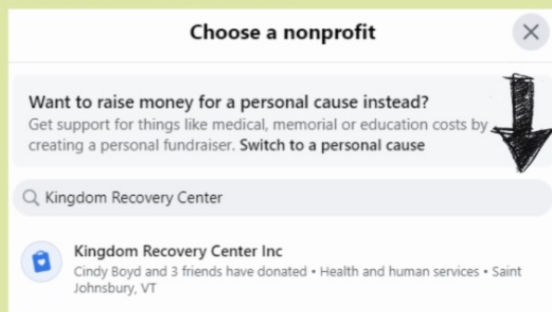 Choose a nonprofit
Want to raise money for a personal cause instead?
Get support for things like medical, memorial or education costs by
creating a personal fundraiser. Switch to a personal cause
Kingdom Recovery Center
Kingdom Recovery Center Inc
Cindy Boyd and 3 friends have donated • Health and human services • Saint
Johnsbury, VT